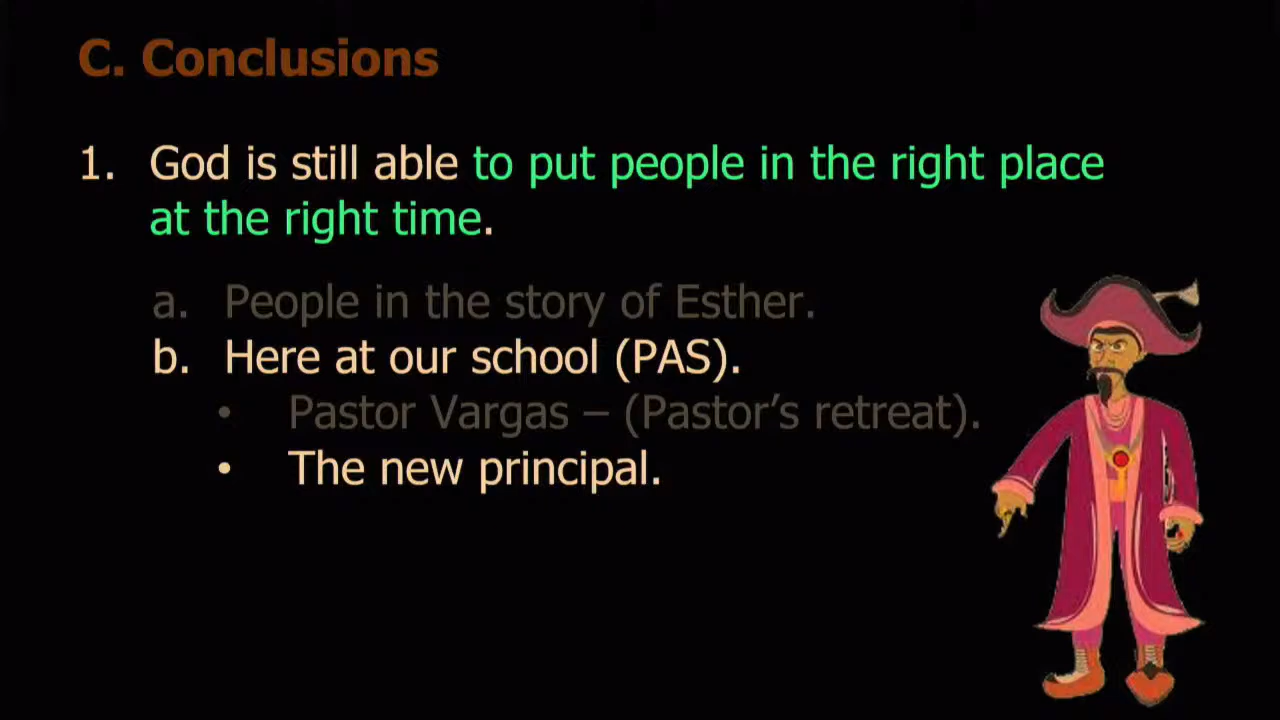 C. Conclusions
1. God is still able to put people in the right place
at the right time.
a. People in the story of Esther.
b. Here at our school (PAS).
• Pastor Vargas – (Pastor’s retreat).
• The new principal.